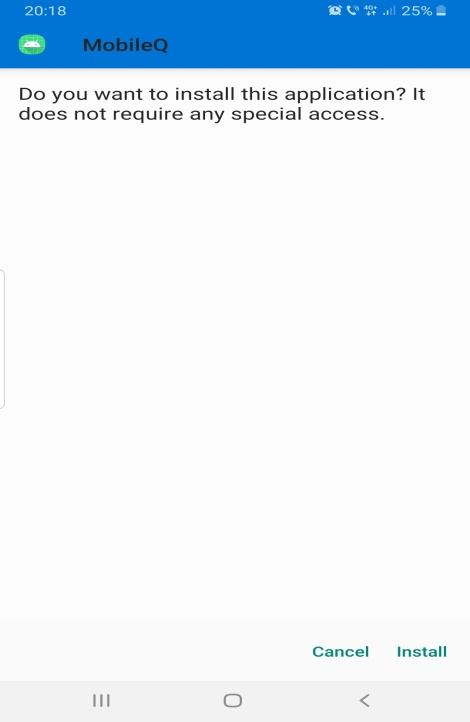 20:18 4G+ 25%
MobileQ
Do you want to install this application? It
does not require any special access.
Cancel Install